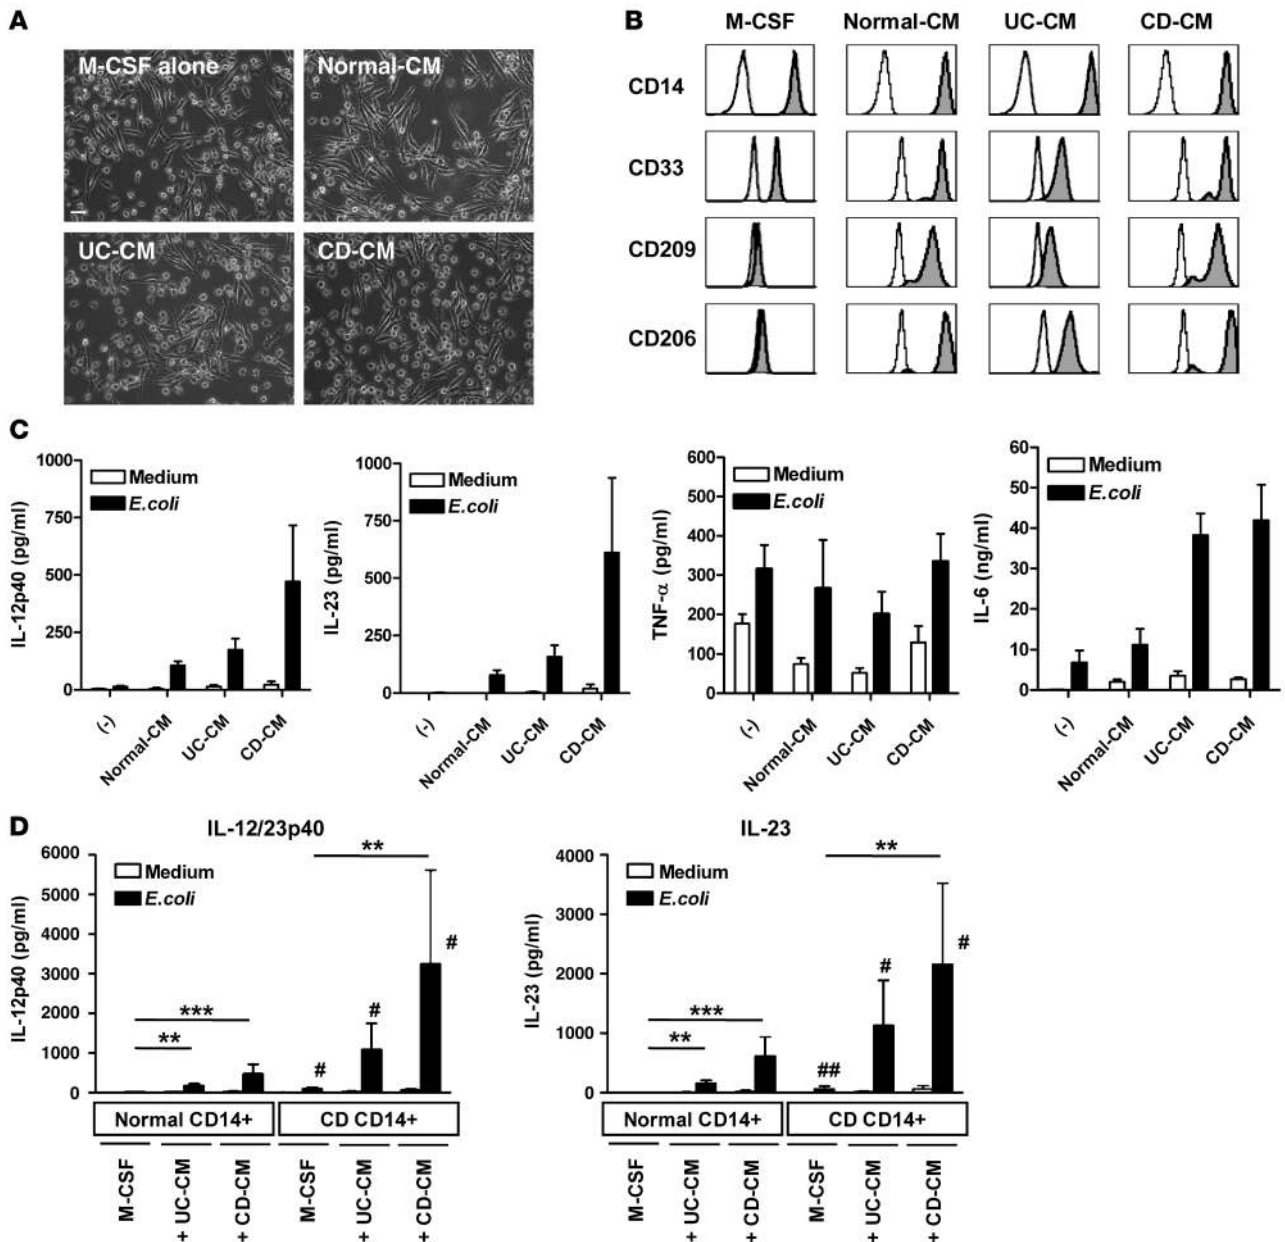 A
M-CSF alone
Normal-CM
UC-CM
CD-CM
B
M-CSF
Normal-CM
UC-CM
CD-CM
CD14
CD33
CD209
CD206
C
IL-12p40 (pg/ml)
1000
750
500
250
0
Medium
E.coli
(-)
Normal-CM
UC-CM
CD-CM
IL-23 (pg/ml)
1000
750
500
250
0
Medium
E.coli
(-)
Normal-CM
UC-CM
CD-CM
TNF-α (pg/ml)
600
500
400
300
200
100
0
Medium
E.coli
(-)
Normal-CM
UC-CM
CD-CM
IL-6 (ng/ml)
60
50
40
30
20
10
0
Medium
E.coli
(-)
Normal-CM
UC-CM
CD-CM
D
IL-12/23p40
IL-12p40 (pg/ml)
6000
5000
4000
3000
2000
1000
0
Medium
E.coli
**
***
**
#
#
#
Normal CD14+
CD CD14+
M-CSF
+ UC-CM
+ CD-CM
M-CSF
+ UC-CM
+ CD-CM
IL-23
IL-23 (pg/ml)
4000
3000
2000
1000
0
Medium
E.coli
**
***
**
##
#
#
Normal CD14+
CD CD14+
M-CSF
+ UC-CM
+ CD-CM
M-CSF
+ UC-CM
+ CD-CM